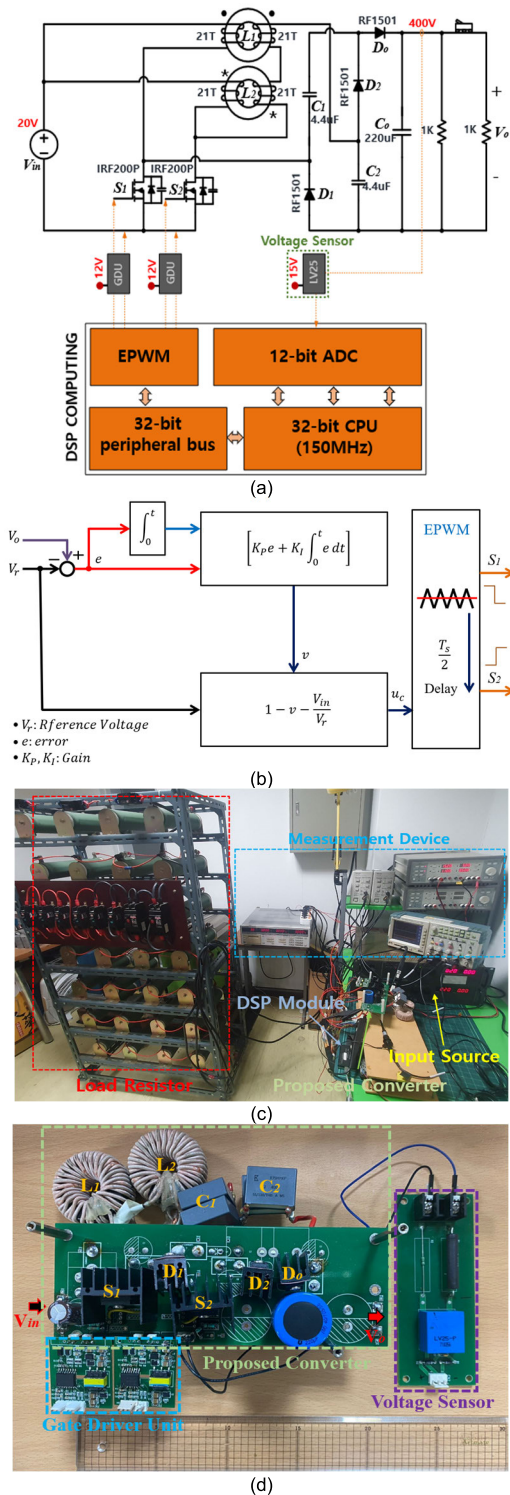 RF1501
400V
21T
L1
21T
Do
*
RF1501
D2
21T
L2
21T
C1
4.4uF
Co
1K
1K
+
Vo
-
20V
*
220uF
Vin
IRF200P
IRF200P
RF1501
C2
4.4uF
S1
S2
D1
Voltage Sensor
12V
GDU
12V
GDU
15V
LV25
DSP COMPUTING
EPWM
12-bit ADC
32-bit
peripheral bus
32-bit CPU
(150MHz)
(a)
Vo
∫0t
[KPe + KI ∫0t e dt]
EPWM
− +
e
Vr
S1
v
Ts/2
Delay
S2
1 − v − Vin/Vr
uc
• Vr: Rference Voltage
• e: error
• KP, KI: Gain
(b)
Measurement Device
DSP Module
Input Source
Load Resistor
Proposed Converter
(c)
L1
L2
C1
C2
D1
D2
Do
S1
S2
Vin
Vo
Proposed Converter
LV25-P
Voltage Sensor
Gate Driver Unit
(d)